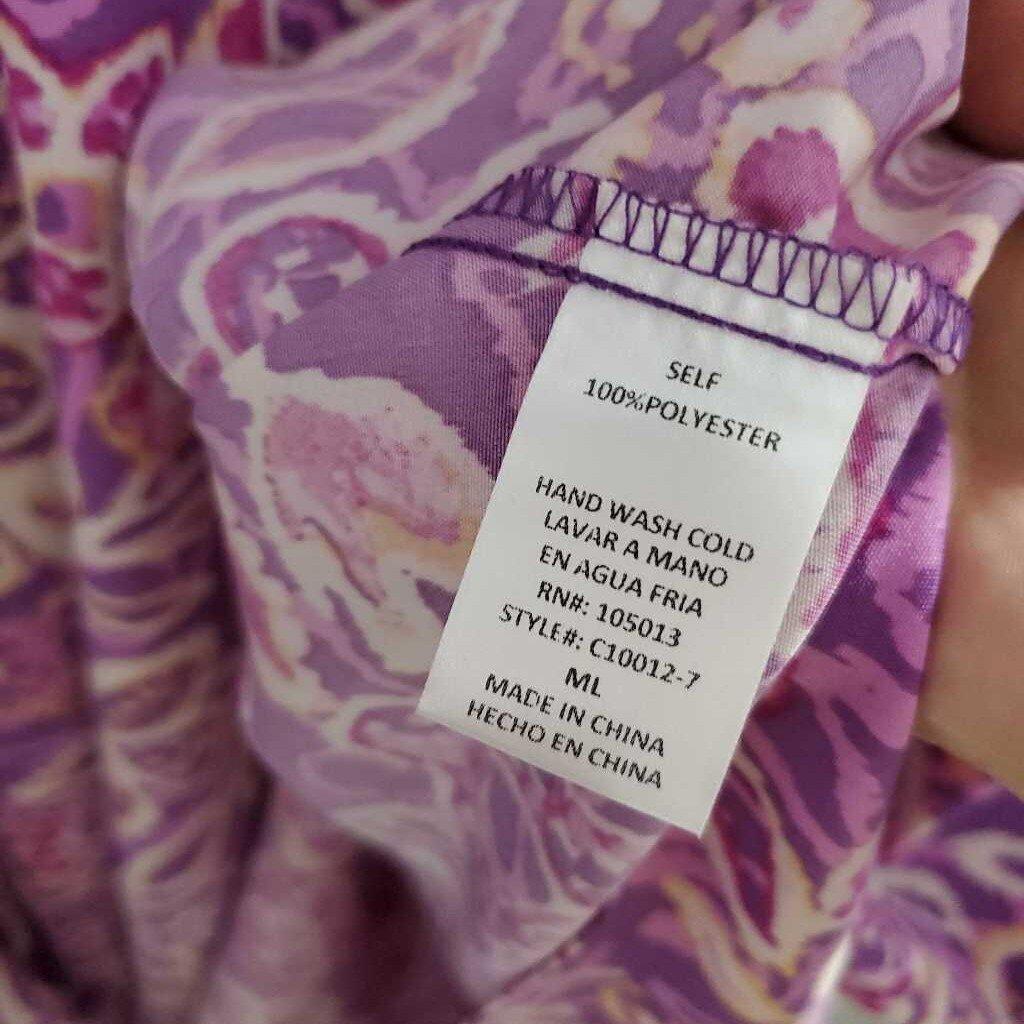 SELF
100%POLYESTER
HAND WASH COLD
LAVAR A MANO
EN AGUA FRIA
RN#: 105013
STYLE#: C10012-7
ML
MADE IN CHINA
HECHO EN CHINA